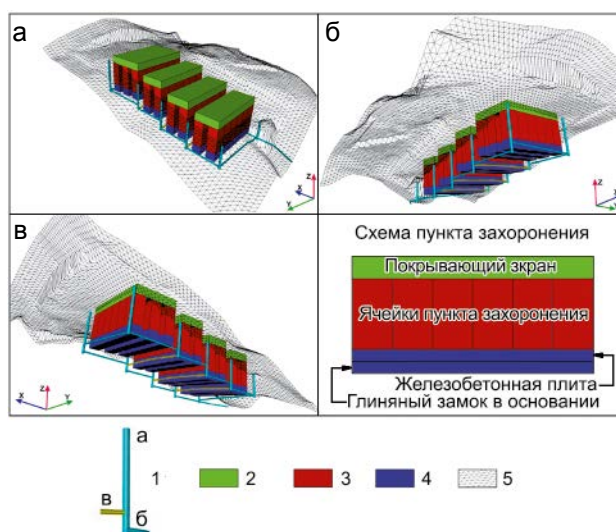 а
б
Z
X
Y
Z
X
Y
в
Схема пункта захоронения
Покрывающий экран
Ячейки пункта захоронения
Железобетонная плита
Глиняный замок в основании
Z
X
Y
а
1
2
3
4
5
в
б